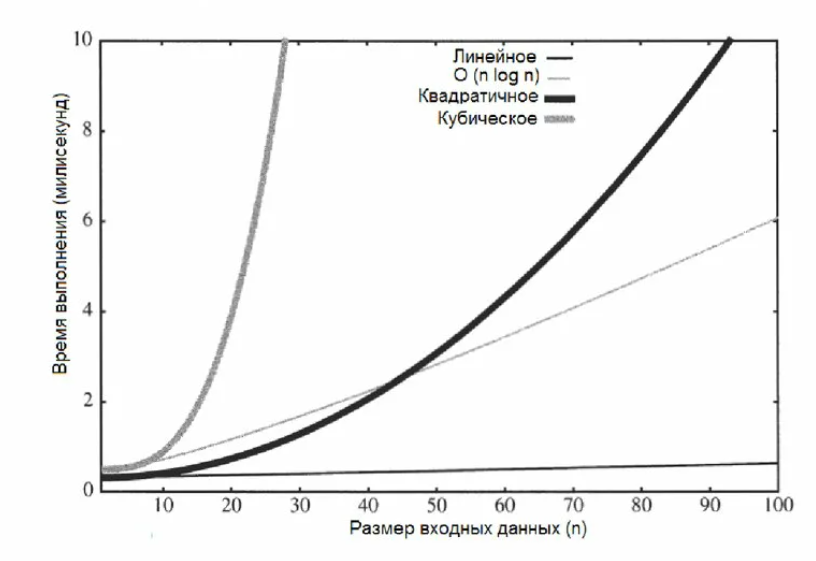 Время выполнения (милисекунд)
10
8
6
4
2
0
Линейное
O (n log n)
Квадратичное
Кубическое
10 20 30 40 50 60 70 80 90 100
Размер входных данных (n)